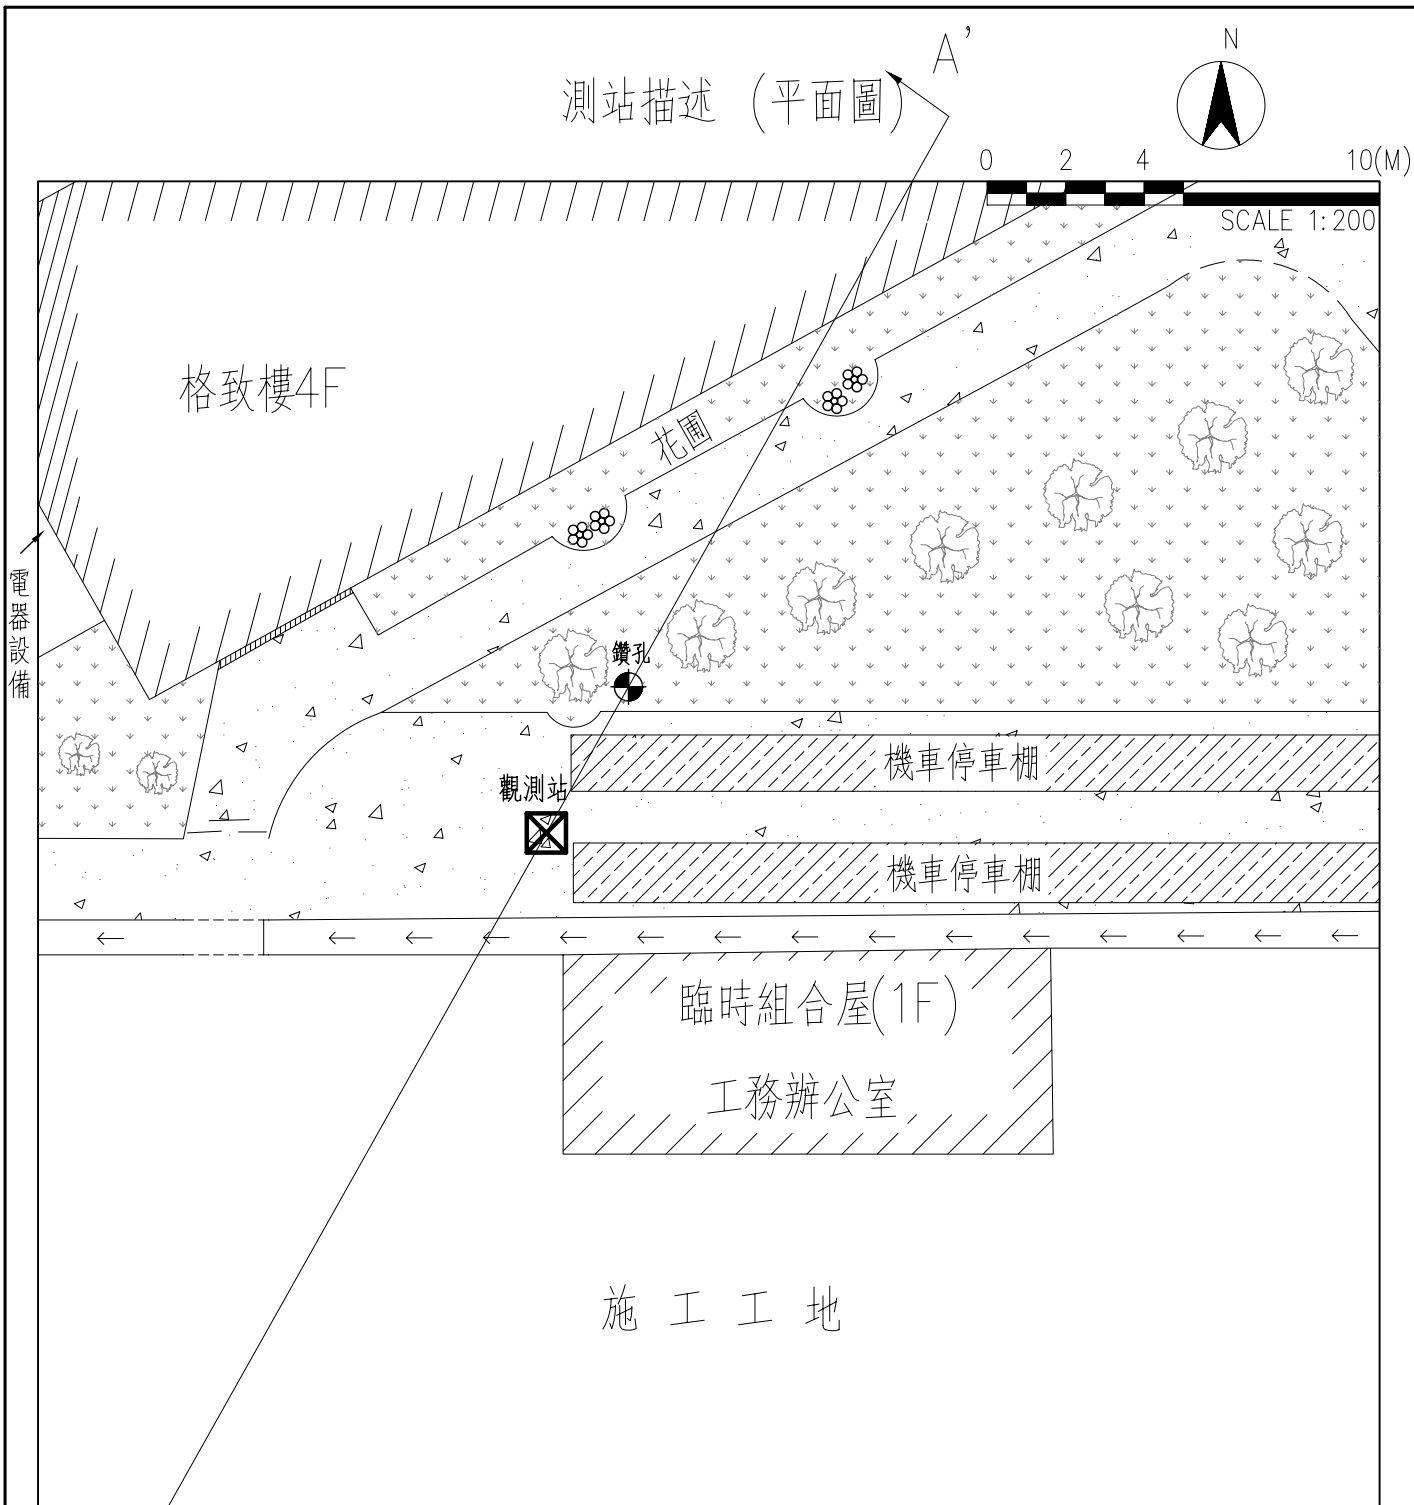 A'
N
測站描述 (平面圖)
0 2 4 10(M)
SCALE 1:200
格致樓4F
花圃
電器設備
鑽孔
機車停車棚
觀測站
機車停車棚
臨時組合屋(1F)
工務辦公室
施工工地